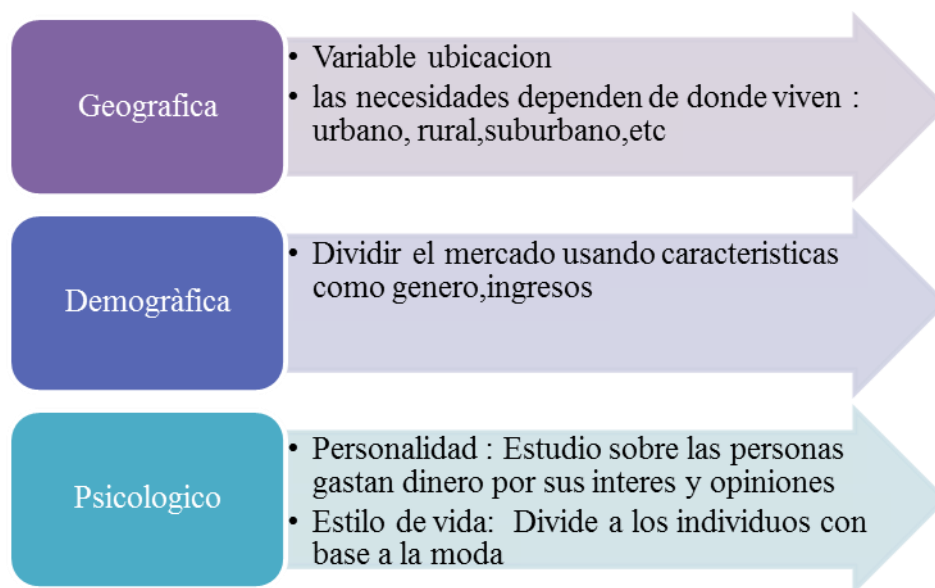 Geografica
• Variable ubicacion
• las necesidades dependen de donde viven :
urbano, rural,suburbano,etc
Demogràfica
• Dividir el mercado usando caracteristicas
como genero,ingresos
Psicologico
• Personalidad : Estudio sobre las personas
gastan dinero por sus interes y opiniones
• Estilo de vida: Divide a los individuos con
base a la moda